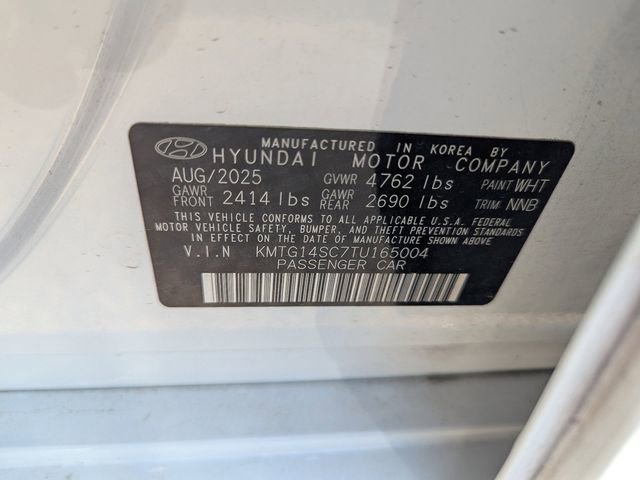 MANUFACTURED IN KOREA BY
HYUNDAI MOTOR COMPANY
AUG/2025 GVWR 4762 lbs PAINT WHT
GAWR FRONT 2414 lbs GAWR REAR 2690 lbs TRIM: NNB
THIS VEHICLE CONFORMS TO ALL APPLICABLE U.S.A. FEDERAL
MOTOR VEHICLE SAFETY, BUMPER, AND THEFT PREVENTION STANDARDS
IN EFFECT ON THE DATE OF MANUFACTURE SHOWN ABOVE.
V.I.N KMTG14SC7TU165004
PASSENGER CAR